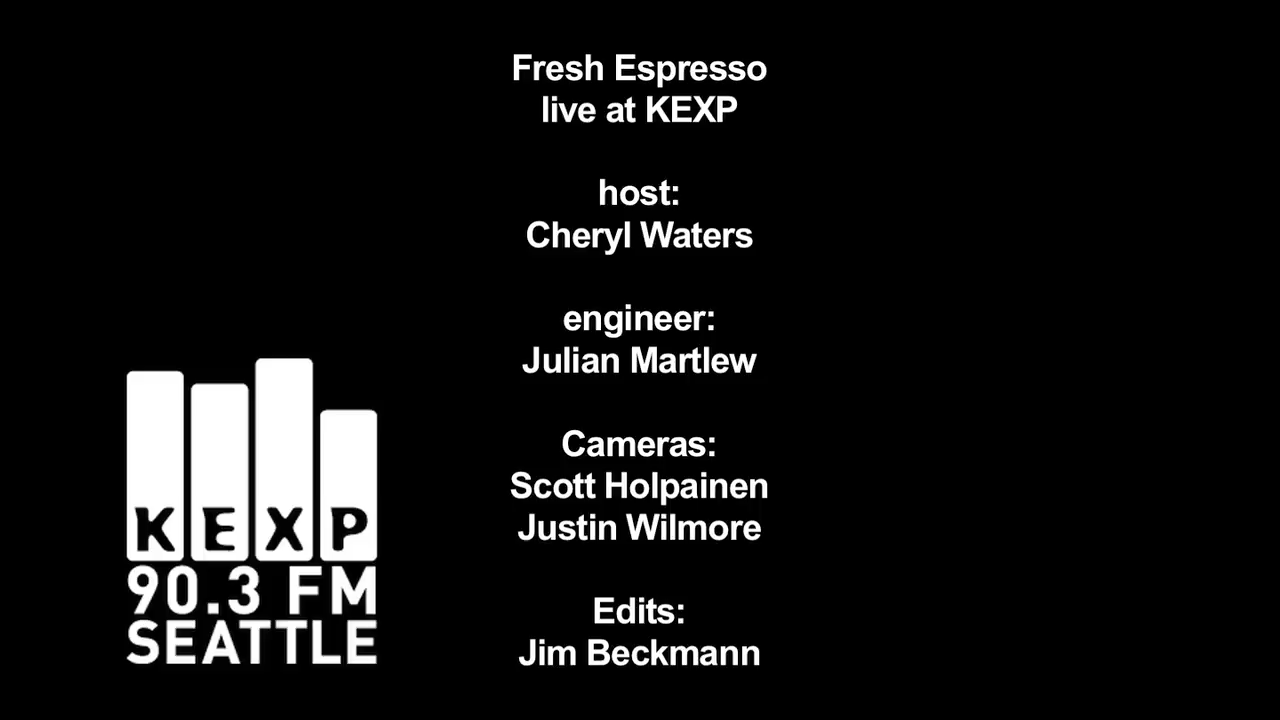 Fresh Espresso
live at KEXP
host:
Cheryl Waters
engineer:
Julian Martlew
Cameras:
Scott Holpainen
Justin Wilmore
Edits:
Jim Beckmann
KEXP
90.3 FM
SEATTLE